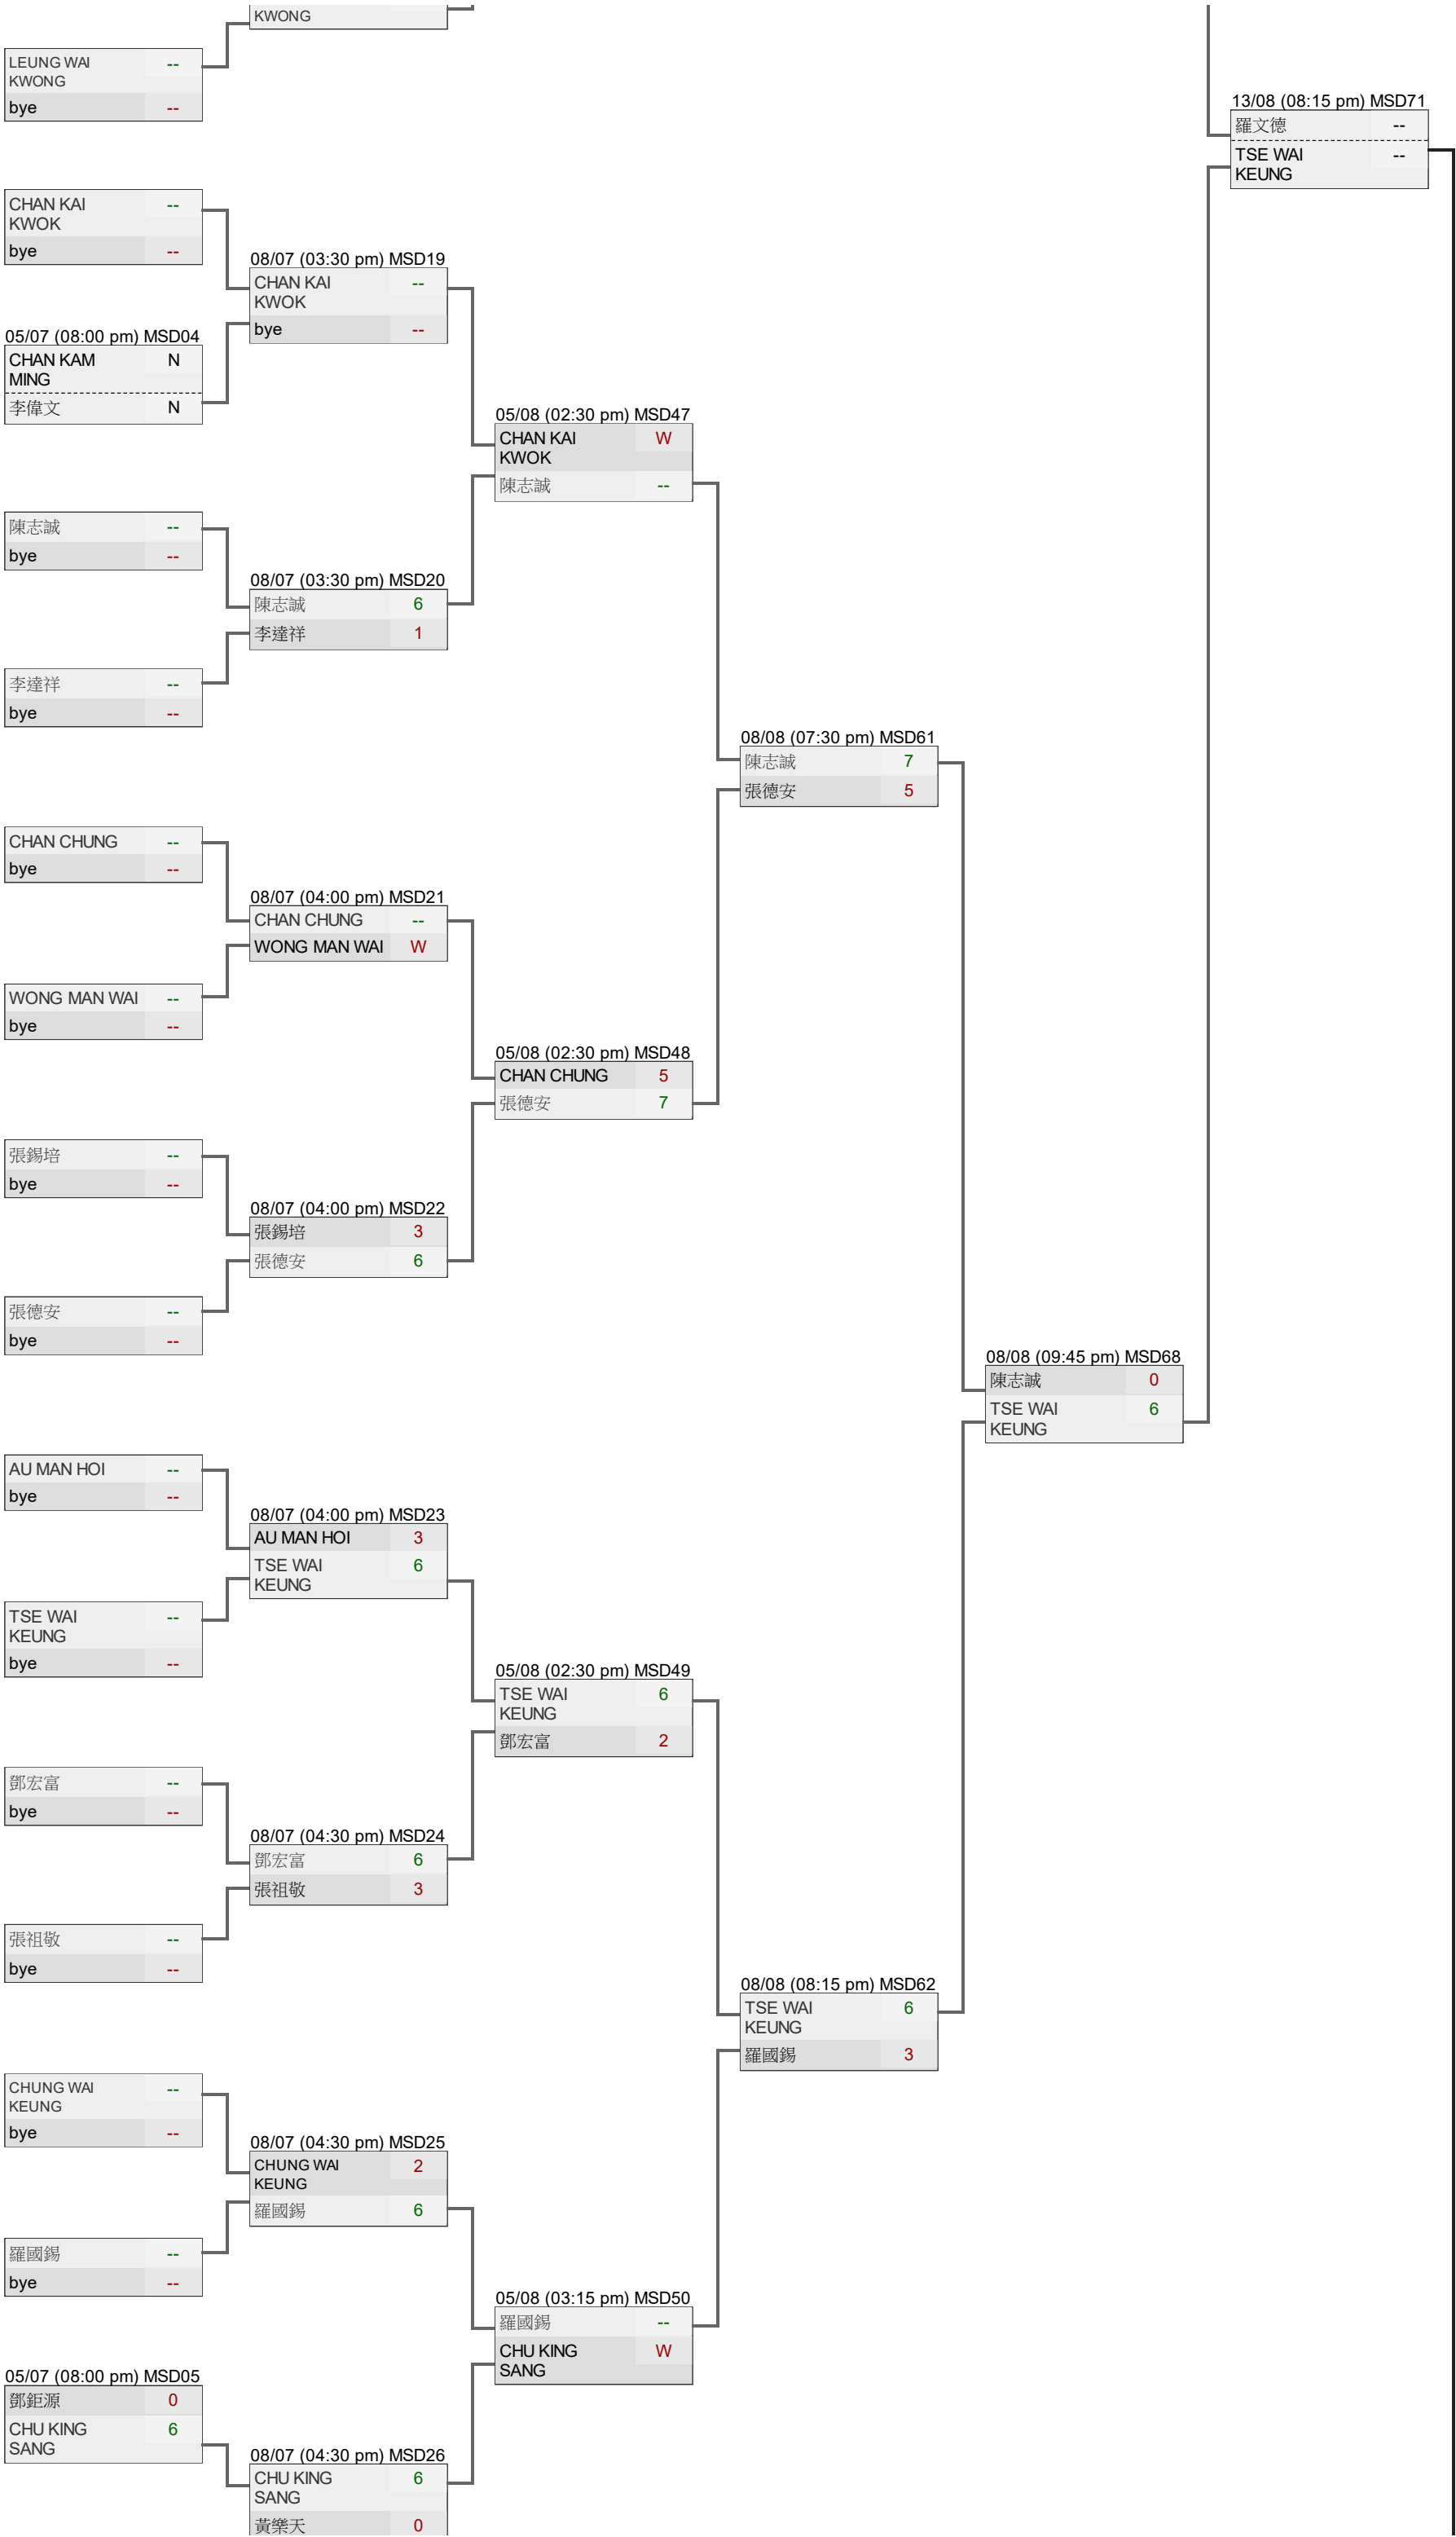 KWONG
LEUNG WAI --
KWONG
bye --
13/08 (08:15 pm) MSD71
羅文德 --
TSE WAI --
KEUNG
CHAN KAI --
KWOK
bye --
08/07 (03:30 pm) MSD19
CHAN KAI --
KWOK
bye --
05/07 (08:00 pm) MSD04
CHAN KAM N
MING
李偉文 N
05/08 (02:30 pm) MSD47
CHAN KAI W
KWOK
陳志誠 --
陳志誠 --
bye --
08/07 (03:30 pm) MSD20
陳志誠 6
李達祥 1
李達祥 --
bye --
08/08 (07:30 pm) MSD61
陳志誠 7
張德安 5
CHAN CHUNG --
bye --
08/07 (04:00 pm) MSD21
CHAN CHUNG --
WONG MAN WAI W
WONG MAN WAI --
bye --
05/08 (02:30 pm) MSD48
CHAN CHUNG 5
張德安 7
張錫培 --
bye --
08/07 (04:00 pm) MSD22
張錫培 3
張德安 6
張德安 --
bye --
08/08 (09:45 pm) MSD68
陳志誠 0
TSE WAI 6
KEUNG
AU MAN HOI --
bye --
08/07 (04:00 pm) MSD23
AU MAN HOI 3
TSE WAI 6
KEUNG
TSE WAI --
KEUNG
bye --
05/08 (02:30 pm) MSD49
TSE WAI 6
KEUNG
鄧宏富 2
鄧宏富 --
bye --
08/07 (04:30 pm) MSD24
鄧宏富 6
張祖敬 3
張祖敬 --
bye --
08/08 (08:15 pm) MSD62
TSE WAI 6
KEUNG
羅國錫 3
CHUNG WAI --
KEUNG
bye --
08/07 (04:30 pm) MSD25
CHUNG WAI 2
KEUNG
羅國錫 6
羅國錫 --
bye --
05/08 (03:15 pm) MSD50
羅國錫 --
CHU KING W
SANG
05/07 (08:00 pm) MSD05
鄧鉅源 0
CHU KING 6
SANG
08/07 (04:30 pm) MSD26
CHU KING 6
SANG
黃樂天 0